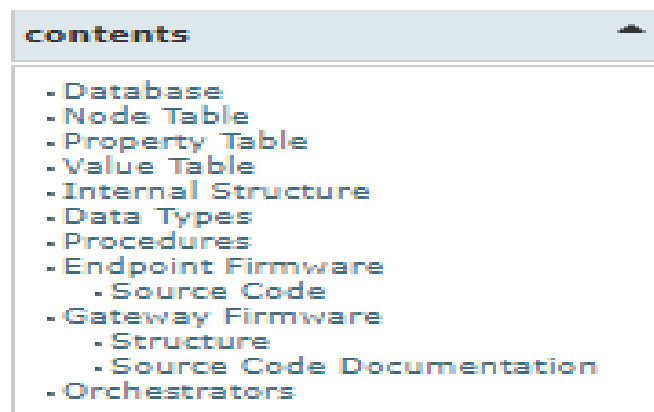 contents
- Database
- Node Table
- Property Table
- Value Table
- Internal Structure
- Data Types
- Procedures
- Endpoint Firmware
- Source Code
- Gateway Firmware
- Structure
- Source Code Documentation
- Orchestrators